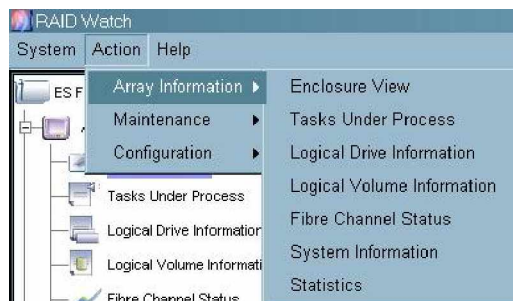 RAID Watch
System Action Help
ES F
Array Information
Maintenance
Configuration
Enclosure View
Tasks Under Process
Logical Drive Information
Logical Volume Information
Fibre Channel Status
System Information
Statistics
Tasks Under Process
Logical Drive Information
Logical Volume Informati
Fibre Channel Status